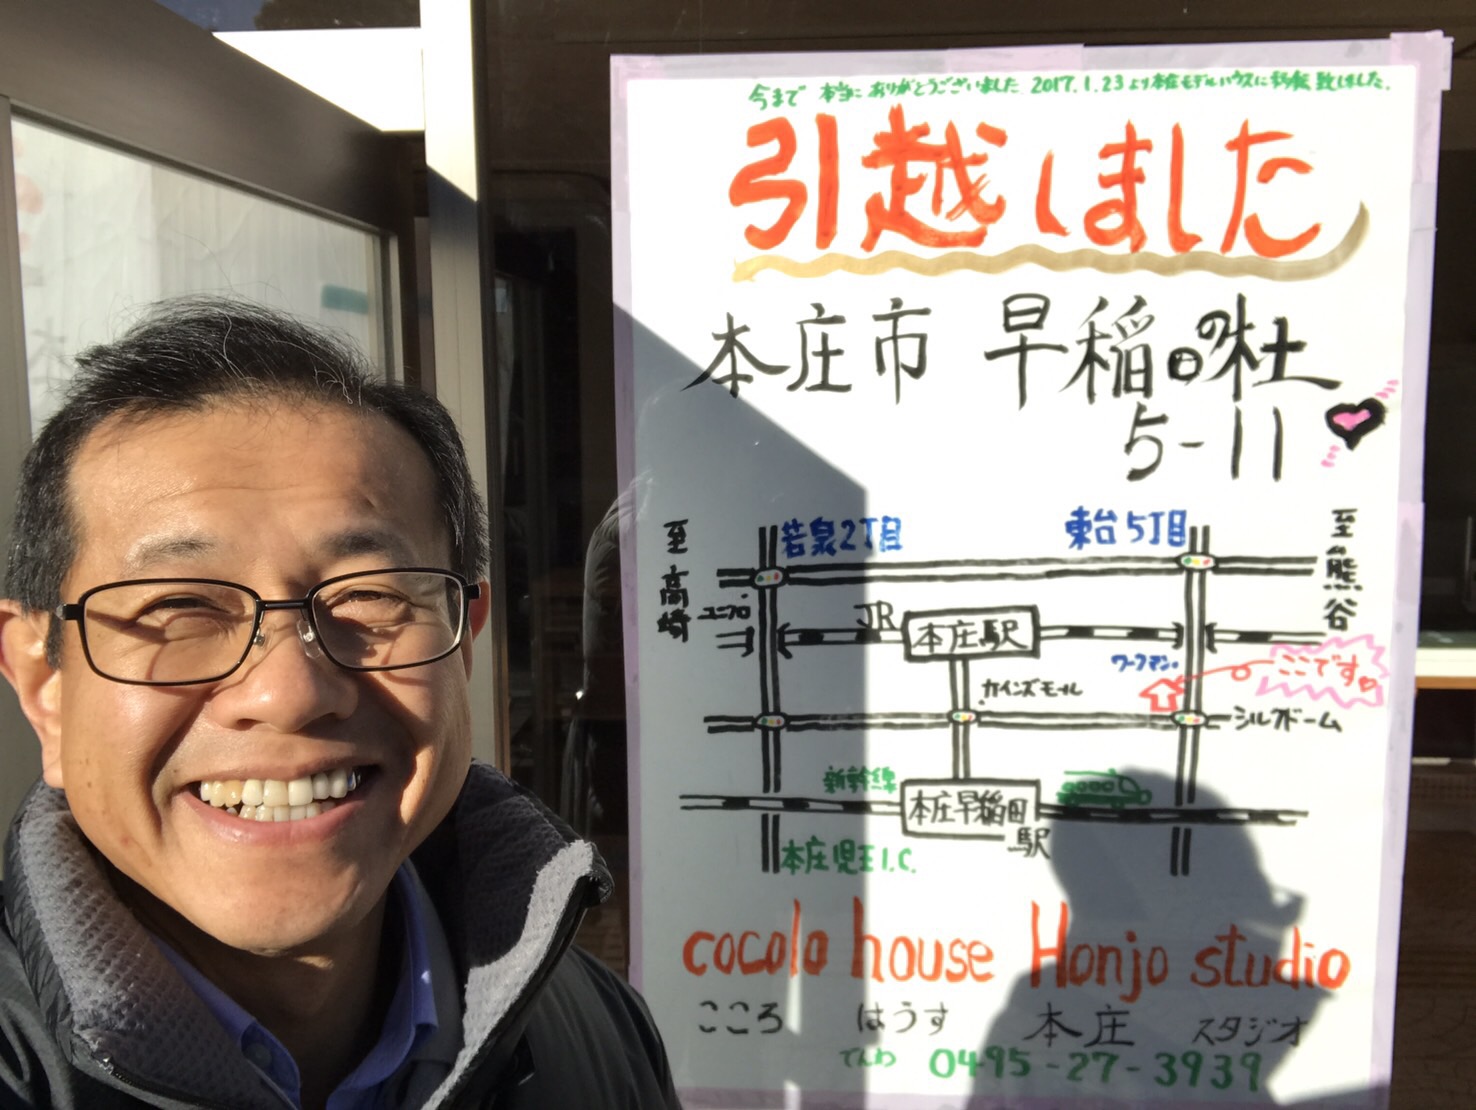 今まで 本当に ありがとうございました 2017.1.23より本庄モデルハウスに移転致しました.
引越しました
本庄市 早稲田の杜
5-11
至高崎
若泉2丁目
東台5丁目
至熊谷
ユニクロ
JR
本庄駅
ワークマン
ここです
カインズモール
シルクドーム
新幹線
本庄早稲田駅
本庄児玉I.C.
cocolo house Honjo studio
こころ はうす 本庄 スタジオ
でんわ 0495-27-3939